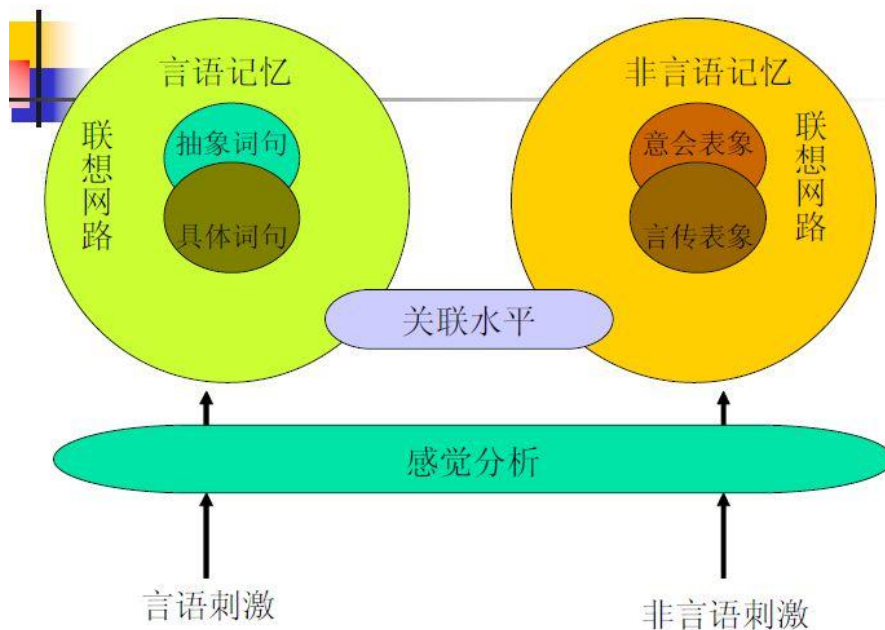 言语记忆
非言语记忆
联想网路
抽象词句
具体词句
意会表象
言传表象
联想网路
关联水平
感觉分析
言语刺激
非言语刺激